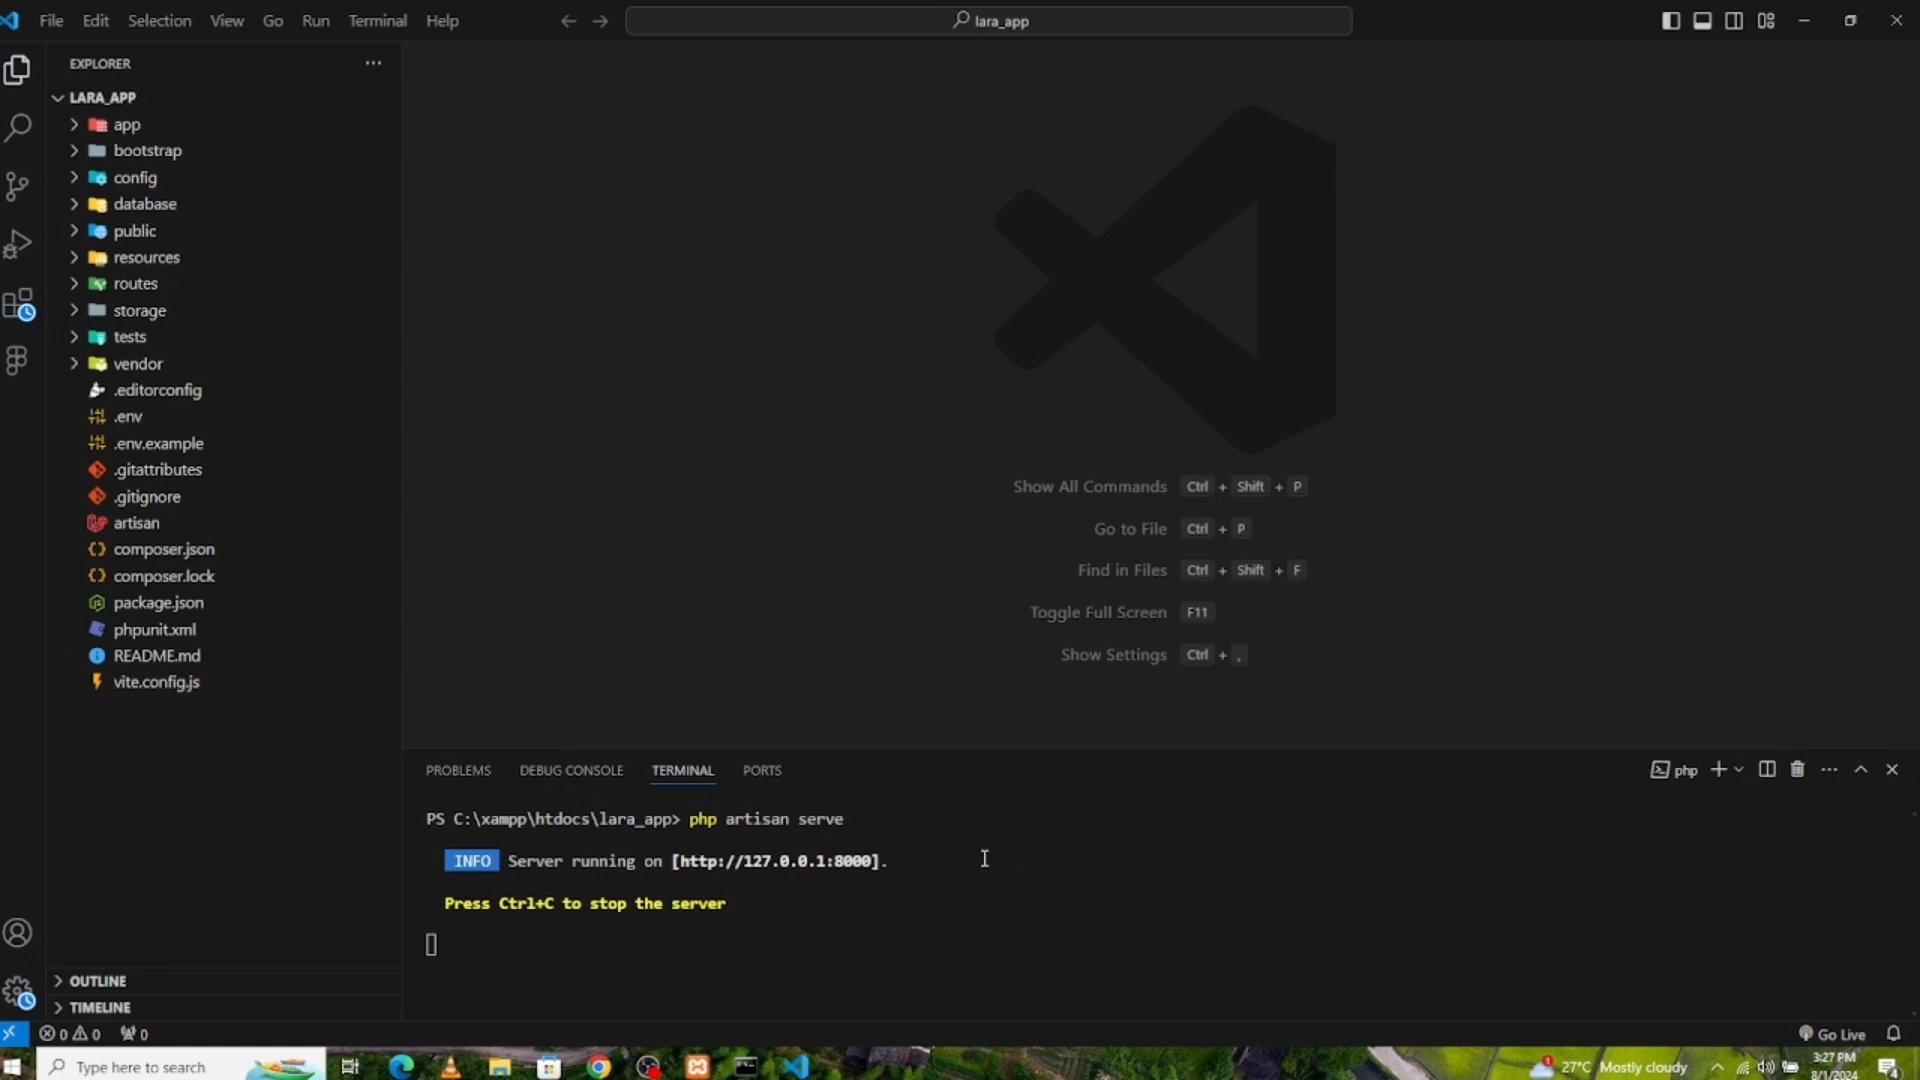 File Edit Selection View Go Run Terminal Help
lara_app
EXPLORER
LARA_APP
app
bootstrap
config
database
public
resources
routes
storage
tests
vendor
.editorconfig
.env
.env.example
.gitattributes
.gitignore
artisan
composer.json
composer.lock
package.json
phpunit.xml
README.md
vite.config.js
OUTLINE
TIMELINE
Show All Commands Ctrl + Shift + P
Go to File Ctrl + P
Find in Files Ctrl + Shift + F
Toggle Full Screen F11
Show Settings Ctrl + ,
PROBLEMS DEBUG CONSOLE TERMINAL PORTS
php
PS C:\xampp\htdocs\lara_app> php artisan serve
INFO Server running on [http://127.0.0.1:8000].
Press Ctrl+C to stop the server
0 0 0
Go Live
Type here to search
1
27°C Mostly cloudy
3:27 PM
8/1/2024
4